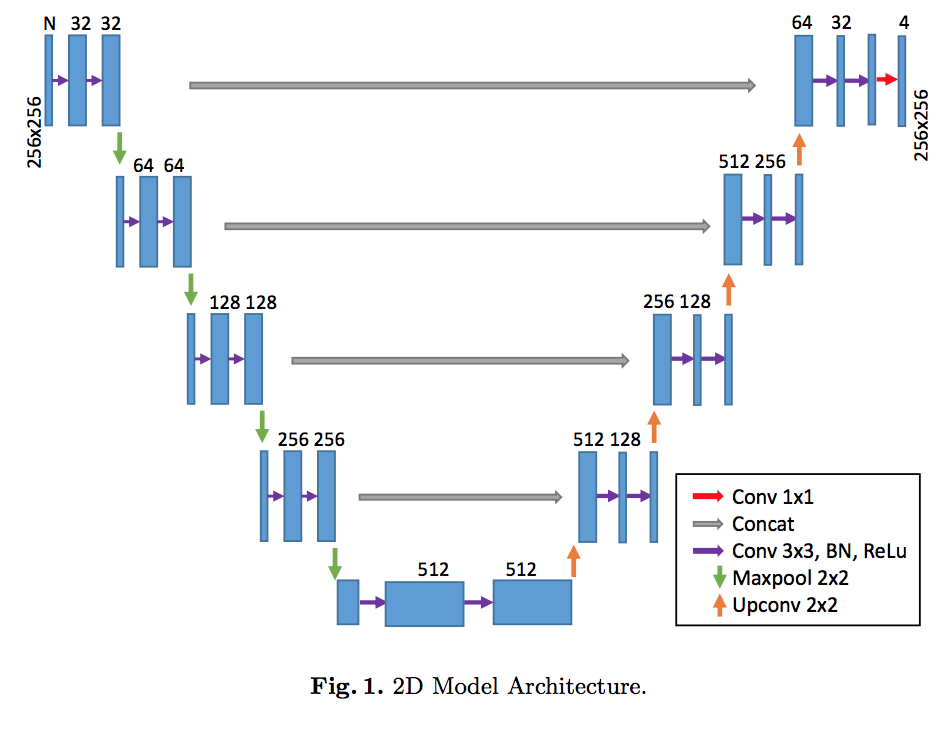 N 32 32
64 32 4
256x256
256x256
64 64
512 256
128 128
256 128
256 256
512 128
512 512
Conv 1x1
Concat
Conv 3x3, BN, ReLu
Maxpool 2x2
Upconv 2x2
Fig. 1. 2D Model Architecture.